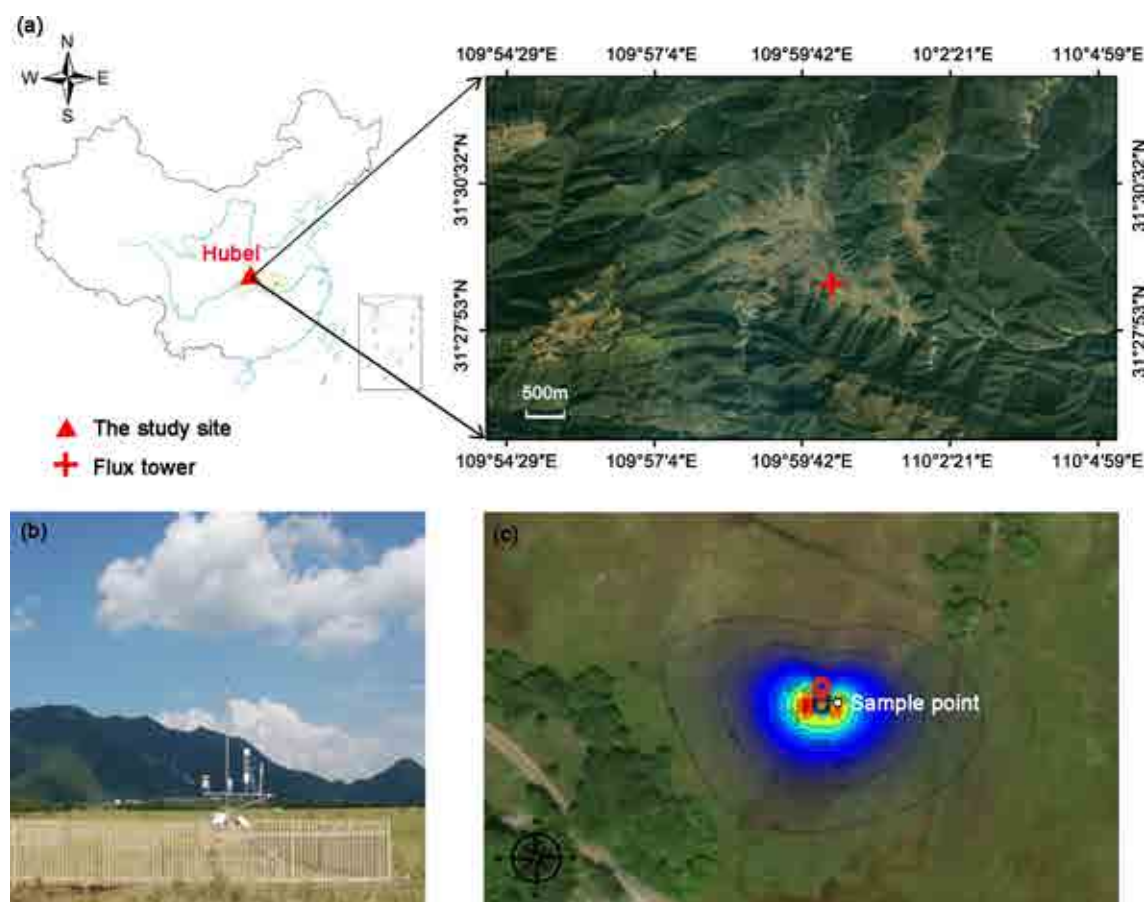 (a)
N
W E
S
Hubei
The study site
Flux tower
109°54'29"E 109°57'4"E 109°59'42"E 110°2'21"E 110°4'59"E
31°30'32"N
31°27'53"N
31°30'32"N
31°27'53"N
500m
109°54'29"E 109°57'4"E 109°59'42"E 110°2'21"E 110°4'59"E
(b)
(c)
Sample point